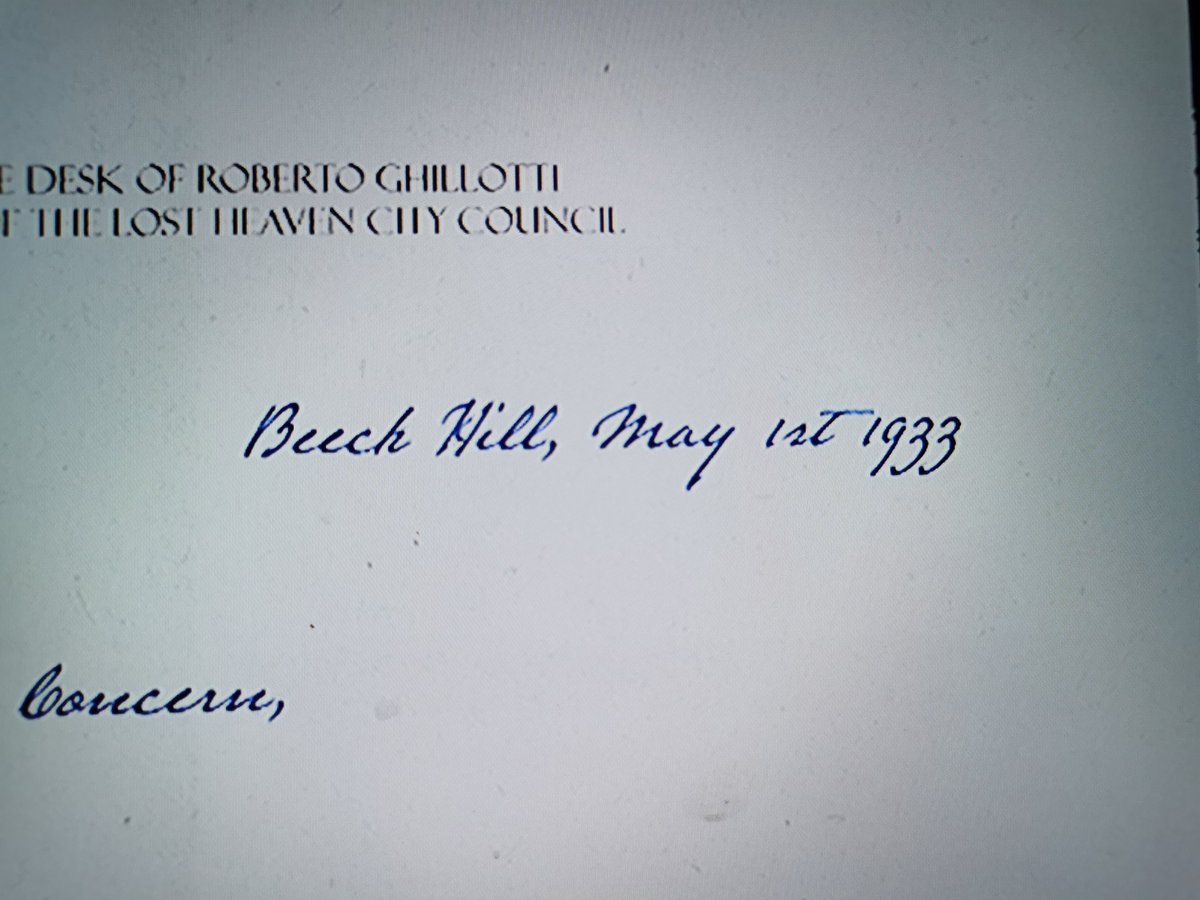 E DESK OF ROBERTO GHILLOTTI
F THE LOST HEAVEN CITY COUNCIL
Beech Hill, May 1st 1933
Concern,